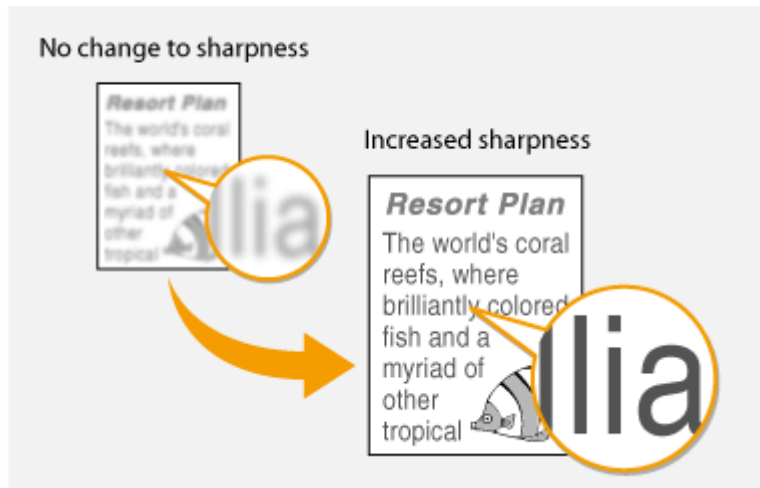 No change to sharpness
Resort Plan
The world's coral
reefs, where
brilliantly colored
fish and a
myriad of
other
tropical
lia
Increased sharpness
Resort Plan
The world's coral
reefs, where
brilliantly colored
fish and a
myriad of
other
tropical
llia